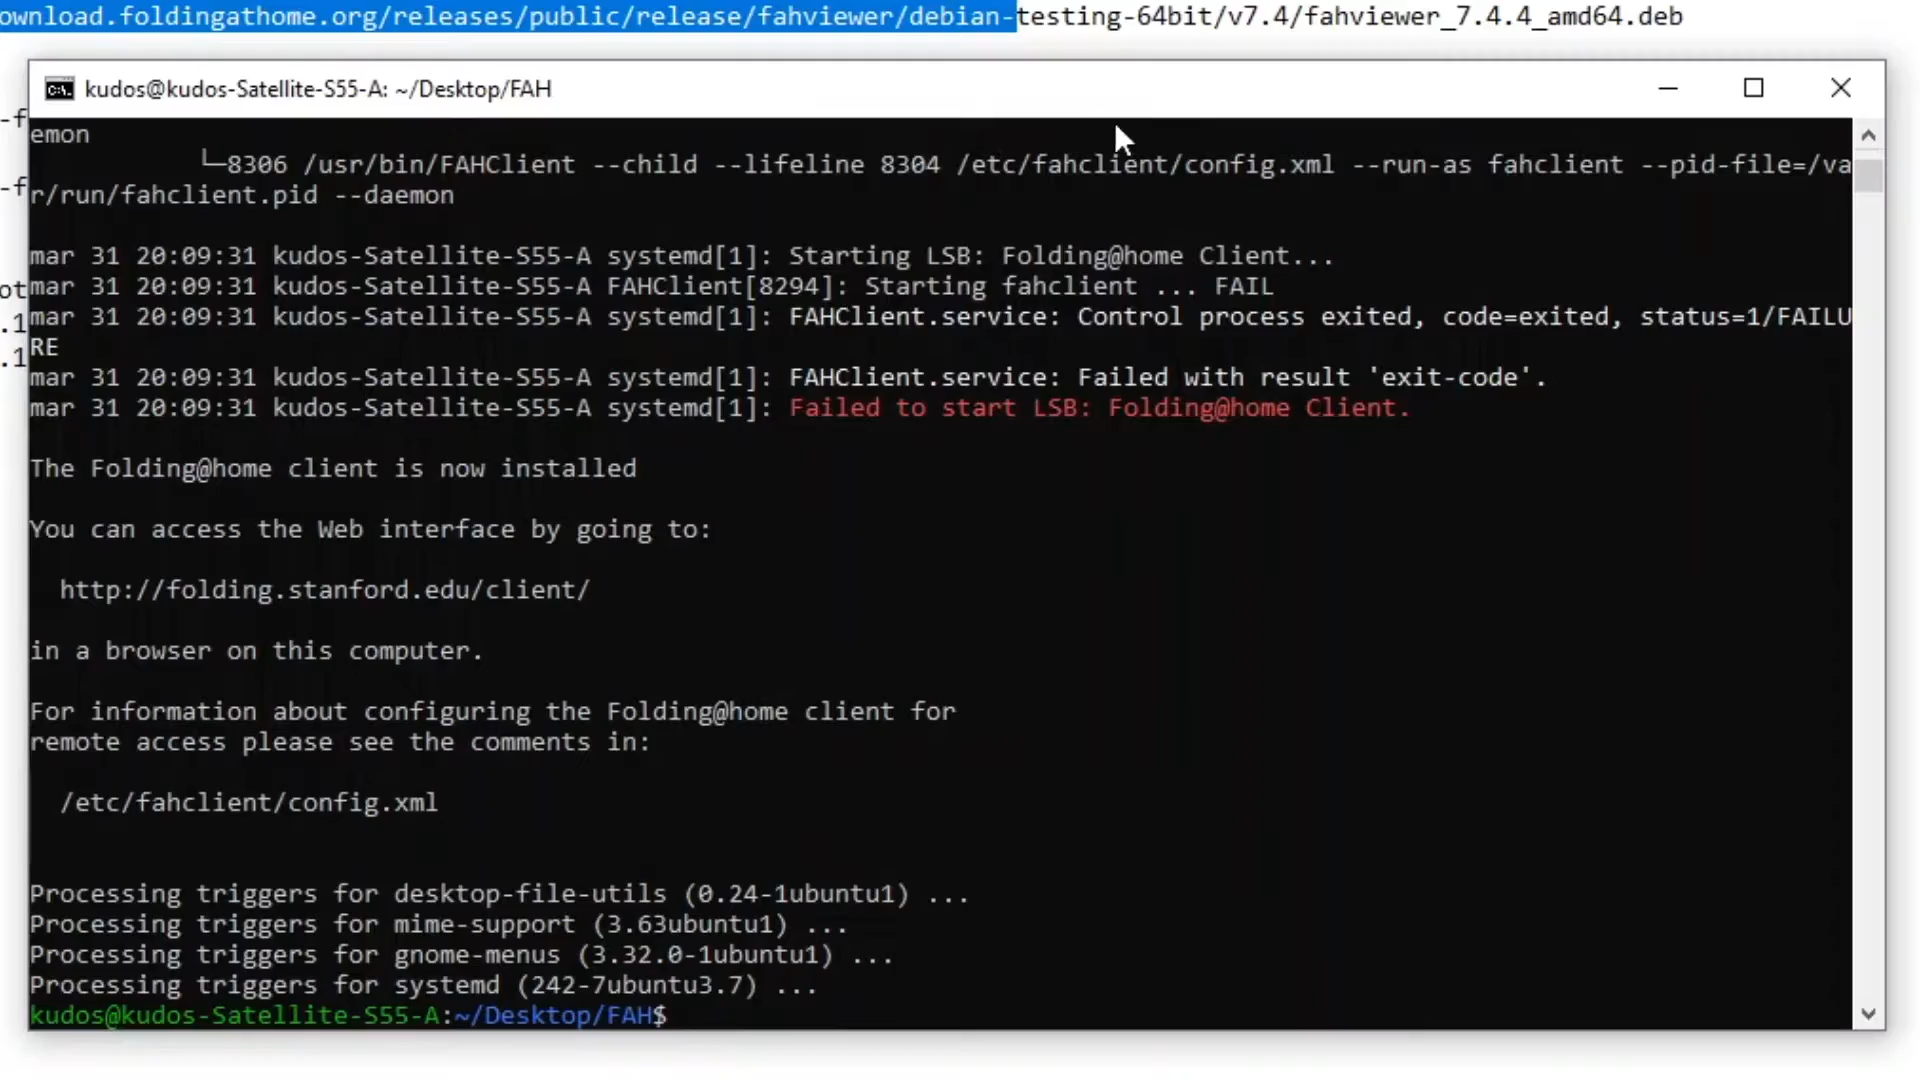 ownload.foldingathome.org/releases/public/release/fahviewer/debian-testing-64bit/v7.4/fahviewer_7.4.4_amd64.deb
kudos@kudos-Satellite-S55-A: ~/Desktop/FAH
-f
emon
└─8306 /usr/bin/FAHClient --child --lifeline 8304 /etc/fahclient/config.xml --run-as fahclient --pid-file=/va
-f
r/run/fahclient.pid --daemon
mar 31 20:09:31 kudos-Satellite-S55-A systemd[1]: Starting LSB: Folding@home Client...
ot
mar 31 20:09:31 kudos-Satellite-S55-A FAHClient[8294]: Starting fahclient ... FAIL
.1
mar 31 20:09:31 kudos-Satellite-S55-A systemd[1]: FAHClient.service: Control process exited, code=exited, status=1/FAILU
.1
RE
mar 31 20:09:31 kudos-Satellite-S55-A systemd[1]: FAHClient.service: Failed with result 'exit-code'.
mar 31 20:09:31 kudos-Satellite-S55-A systemd[1]: Failed to start LSB: Folding@home Client.
The Folding@home client is now installed
You can access the Web interface by going to:
http://folding.stanford.edu/client/
in a browser on this computer.
For information about configuring the Folding@home client for
remote access please see the comments in:
/etc/fahclient/config.xml
Processing triggers for desktop-file-utils (0.24-1ubuntu1) ...
Processing triggers for mime-support (3.63ubuntu1) ...
Processing triggers for gnome-menus (3.32.0-1ubuntu1) ...
Processing triggers for systemd (242-7ubuntu3.7) ...
kudos@kudos-Satellite-S55-A:~/Desktop/FAH$